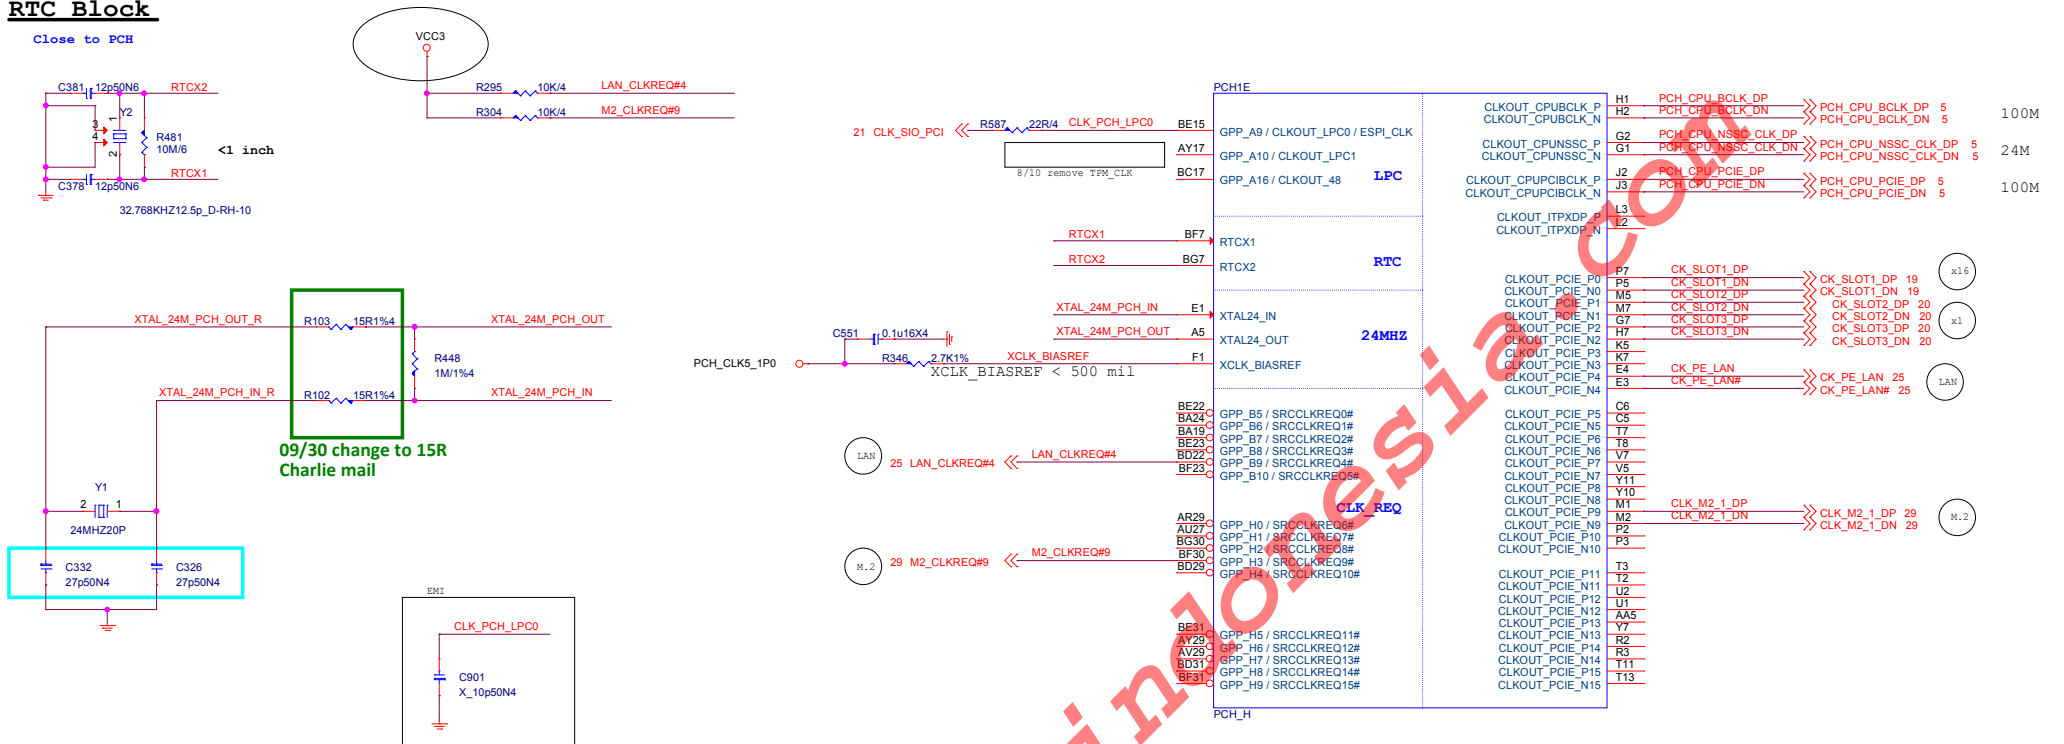 RTC Block
Close to PCH
C381 12p50N6 RTCX2
Y2
1
3
4
2
R481
10M/6
<1 inch
C378 12p50N6 RTCX1
32.768KHZ12.5p_D-RH-10
VCC3
R295 10K/4 LAN_CLKREQ#4
R304 10K/4 M2_CLKREQ#9
XTAL_24M_PCH_OUT_R R103 15R1%4 XTAL_24M_PCH_OUT
R448
1M/1%4
XTAL_24M_PCH_IN_R R102 15R1%4 XTAL_24M_PCH_IN
09/30 change to 15R
Charlie mail
Y1
2 1
24MHZ20P
C332
27p50N4
C326
27p50N4
EMI
CLK_PCH_LPC0
C901
X_10p50N4
21 CLK_SIO_PCI R587 22R/4 CLK_PCH_LPC0 BE15
8/10 remove TPM_CLK
AY17
BC17
RTCX1 BF7
RTCX2 BG7
XTAL_24M_PCH_IN E1
XTAL_24M_PCH_OUT A5
C551 0.1u16X4
PCH_CLK5_1P0 R346 2.7K1% XCLK_BIASREF F1
XCLK_BIASREF < 500 mil
PCH1E
GPP_A9 / CLKOUT_LPC0 / ESPI_CLK
GPP_A10 / CLKOUT_LPC1
GPP_A16 / CLKOUT_48
LPC
RTCX1
RTCX2
RTC
XTAL24_IN
XTAL24_OUT
XCLK_BIASREF
24MHZ
BE22 GPP_B5 / SRCCLKREQ0#
BA24 GPP_B6 / SRCCLKREQ1#
BA19 GPP_B7 / SRCCLKREQ2#
BE23 GPP_B8 / SRCCLKREQ3#
LAN 25 LAN_CLKREQ#4 LAN_CLKREQ#4 BD22 GPP_B9 / SRCCLKREQ4#
BF23 GPP_B10 / SRCCLKREQ5#
CLK_REQ
AR29 GPP_H0 / SRCCLKREQ6#
AU27 GPP_H1 / SRCCLKREQ7#
BG30 GPP_H2 / SRCCLKREQ8#
M.2 29 M2_CLKREQ#9 M2_CLKREQ#9 BF30 GPP_H3 / SRCCLKREQ9#
BD29 GPP_H4 / SRCCLKREQ10#
BE31 GPP_H5 / SRCCLKREQ11#
AY29 GPP_H6 / SRCCLKREQ12#
AV29 GPP_H7 / SRCCLKREQ13#
BD31 GPP_H8 / SRCCLKREQ14#
BF31 GPP_H9 / SRCCLKREQ15#
PCH_H
CLKOUT_CPUBCLK_P H1 PCH_CPU_BCLK_DP PCH_CPU_BCLK_DP 5
CLKOUT_CPUBCLK_N H2 PCH_CPU_BCLK_DN PCH_CPU_BCLK_DN 5
100M
CLKOUT_CPUNSSC_P G2 PCH_CPU_NSSC_CLK_DP PCH_CPU_NSSC_CLK_DP 5
CLKOUT_CPUNSSC_N G1 PCH_CPU_NSSC_CLK_DN PCH_CPU_NSSC_CLK_DN 5
24M
CLKOUT_CPUPCIBCLK_P J2 PCH_CPU_PCIE_DP PCH_CPU_PCIE_DP 5
CLKOUT_CPUPCIBCLK_N J3 PCH_CPU_PCIE_DN PCH_CPU_PCIE_DN 5
100M
CLKOUT_ITPXDP_P L3
CLKOUT_ITPXDP_N L2
CLKOUT_PCIE_P0 P7 CK_SLOT1_DP CK_SLOT1_DP 19
CLKOUT_PCIE_N0 P5 CK_SLOT1_DN CK_SLOT1_DN 19
x16
CLKOUT_PCIE_P1 M5 CK_SLOT2_DP CK_SLOT2_DP 20
CLKOUT_PCIE_N1 M7 CK_SLOT2_DN CK_SLOT2_DN 20
x1
CLKOUT_PCIE_P2 G7 CK_SLOT3_DP CK_SLOT3_DP 20
CLKOUT_PCIE_N2 H7 CK_SLOT3_DN CK_SLOT3_DN 20
CLKOUT_PCIE_P3 K5
CLKOUT_PCIE_N3 K7
CLKOUT_PCIE_P4 E4 CK_PE_LAN CK_PE_LAN 25
CLKOUT_PCIE_N4 E3 CK_PE_LAN# CK_PE_LAN# 25
LAN
CLKOUT_PCIE_P5 C6
CLKOUT_PCIE_N5 C5
CLKOUT_PCIE_P6 T7
CLKOUT_PCIE_N6 T8
CLKOUT_PCIE_P7 V7
CLKOUT_PCIE_N7 V5
CLKOUT_PCIE_P8 Y11
CLKOUT_PCIE_N8 Y10
CLKOUT_PCIE_P9 M1 CLK_M2_1_DP CLK_M2_1_DP 29
CLKOUT_PCIE_N9 M2 CLK_M2_1_DN CLK_M2_1_DN 29
M.2
CLKOUT_PCIE_P10 P2
CLKOUT_PCIE_N10 P3
CLKOUT_PCIE_P11 T3
CLKOUT_PCIE_N11 T2
CLKOUT_PCIE_P12 U2
CLKOUT_PCIE_N12 U1
CLKOUT_PCIE_P13 AA5
CLKOUT_PCIE_N13 Y7
CLKOUT_PCIE_P14 R2
CLKOUT_PCIE_N14 R3
CLKOUT_PCIE_P15 T11
CLKOUT_PCIE_N15 T13
indonesia.com